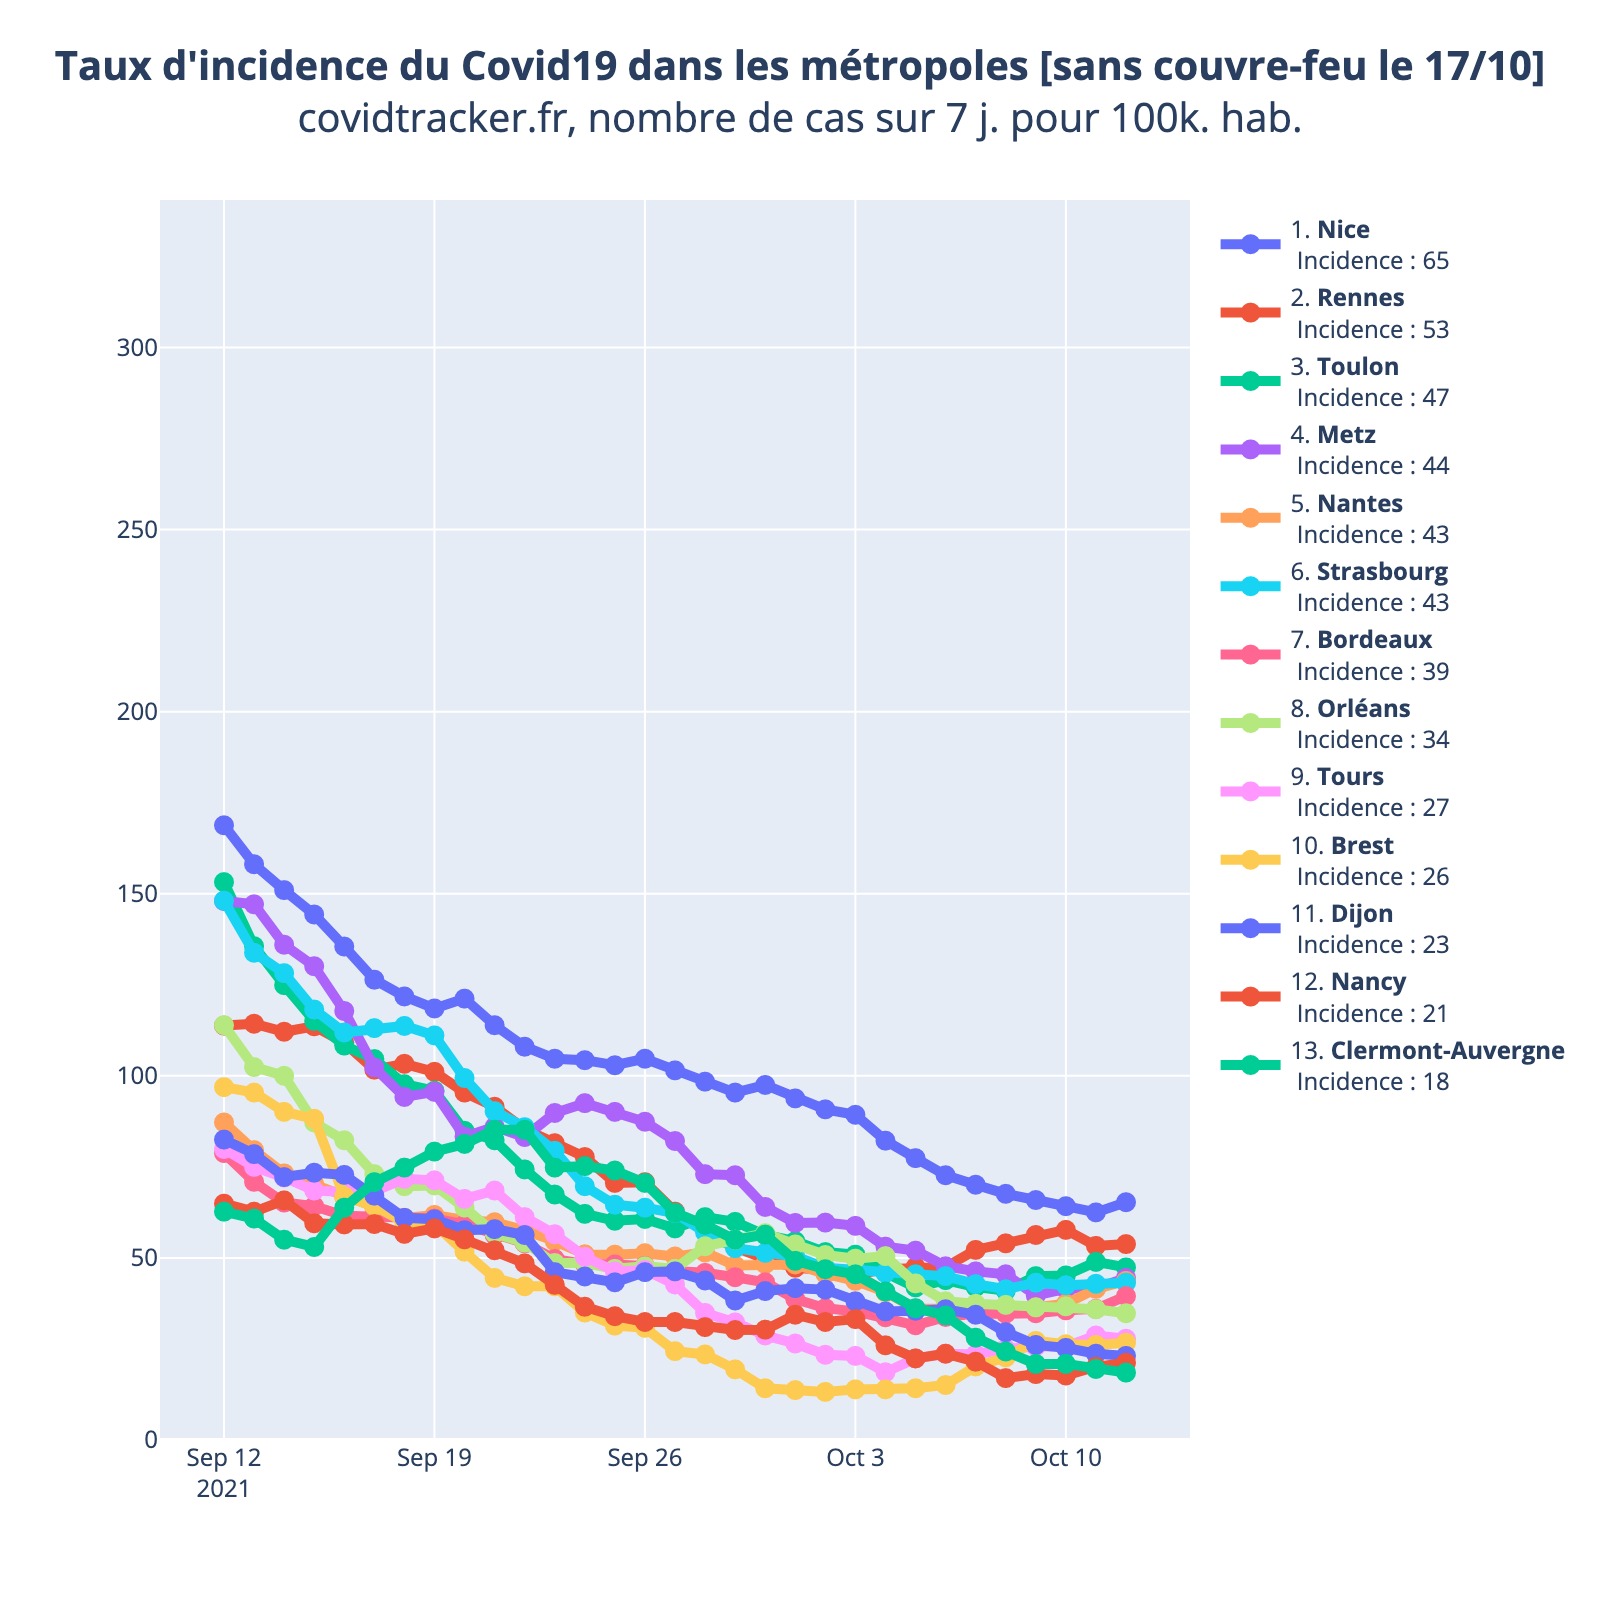 Taux d'incidence du Covid19 dans les métropoles [sans couvre-feu le 17/10]
covidtracker.fr, nombre de cas sur 7 j. pour 100k. hab.
300
250
200
150
100
50
0
Sep 12
2021
Sep 19
Sep 26
Oct 3
Oct 10
1. Nice
Incidence : 65
2. Rennes
Incidence : 53
3. Toulon
Incidence : 47
4. Metz
Incidence : 44
5. Nantes
Incidence : 43
6. Strasbourg
Incidence : 43
7. Bordeaux
Incidence : 39
8. Orléans
Incidence : 34
9. Tours
Incidence : 27
10. Brest
Incidence : 26
11. Dijon
Incidence : 23
12. Nancy
Incidence : 21
13. Clermont-Auvergne
Incidence : 18